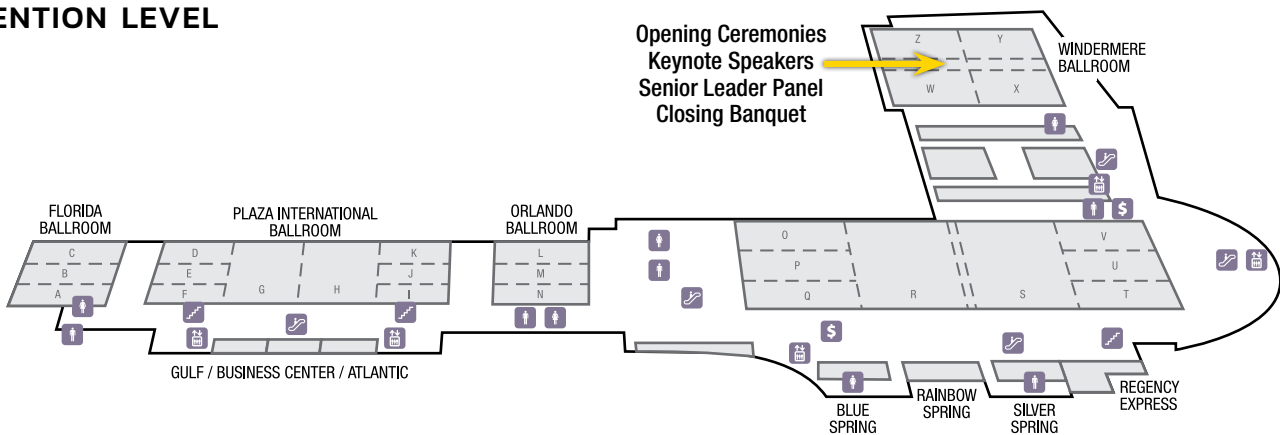 ENTION LEVEL
Opening Ceremonies
Keynote Speakers
Senior Leader Panel
Closing Banquet
Z
Y
W
X
WINDERMERE
BALLROOM
FLORIDA
BALLROOM
C
B
A
PLAZA INTERNATIONAL
BALLROOM
D
E
F
G
H
K
J
I
ORLANDO
BALLROOM
L
M
N
O
P
Q
R
S
V
U
T
$
$
GULF / BUSINESS CENTER / ATLANTIC
BLUE
SPRING
RAINBOW
SPRING
SILVER
SPRING
REGENCY
EXPRESS